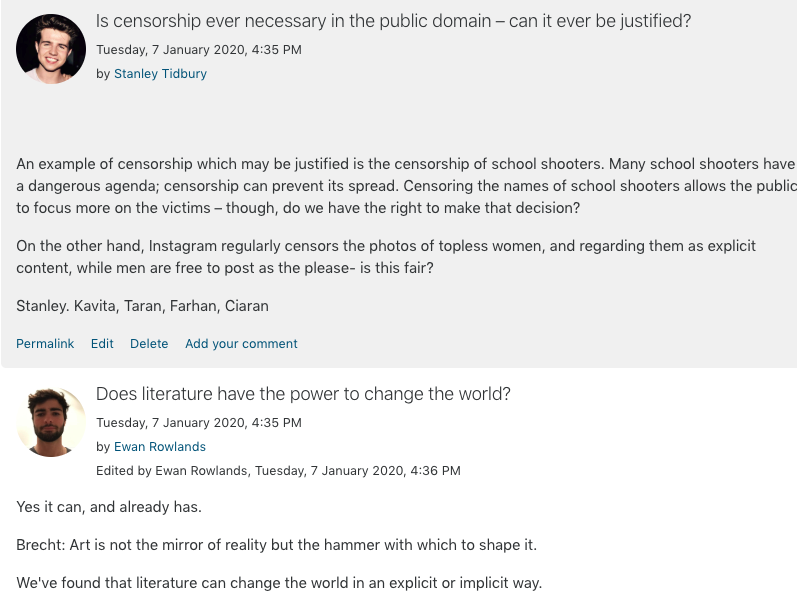 Is censorship ever necessary in the public domain – can it ever be justified?
Tuesday, 7 January 2020, 4:35 PM
by Stanley Tidbury
An example of censorship which may be justified is the censorship of school shooters. Many school shooters have
a dangerous agenda; censorship can prevent its spread. Censoring the names of school shooters allows the public
to focus more on the victims – though, do we have the right to make that decision?
On the other hand, Instagram regularly censors the photos of topless women, and regarding them as explicit
content, while men are free to post as the please- is this fair?
Stanley. Kavita, Taran, Farhan, Ciaran
Permalink Edit Delete Add your comment
Does literature have the power to change the world?
Tuesday, 7 January 2020, 4:35 PM
by Ewan Rowlands
Edited by Ewan Rowlands, Tuesday, 7 January 2020, 4:36 PM
Yes it can, and already has.
Brecht: Art is not the mirror of reality but the hammer with which to shape it.
We've found that literature can change the world in an explicit or implicit way.